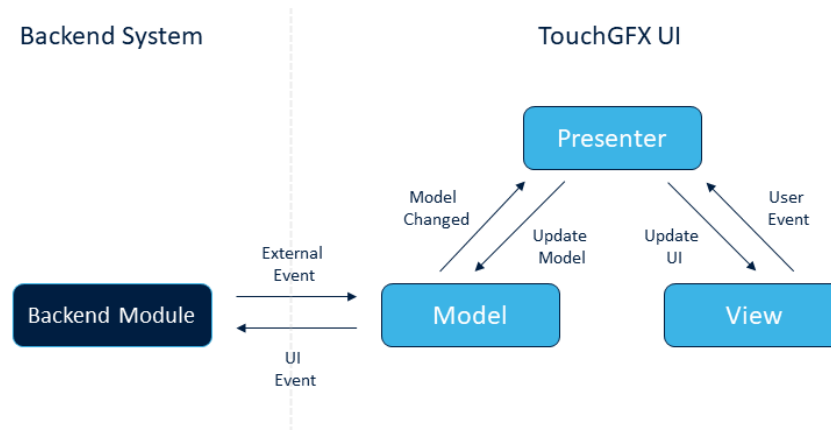 Backend System
TouchGFX UI
Presenter
Model
Changed
User
Event
Update
Model
Update
UI
External
Event
Backend Module
Model
View
UI
Event